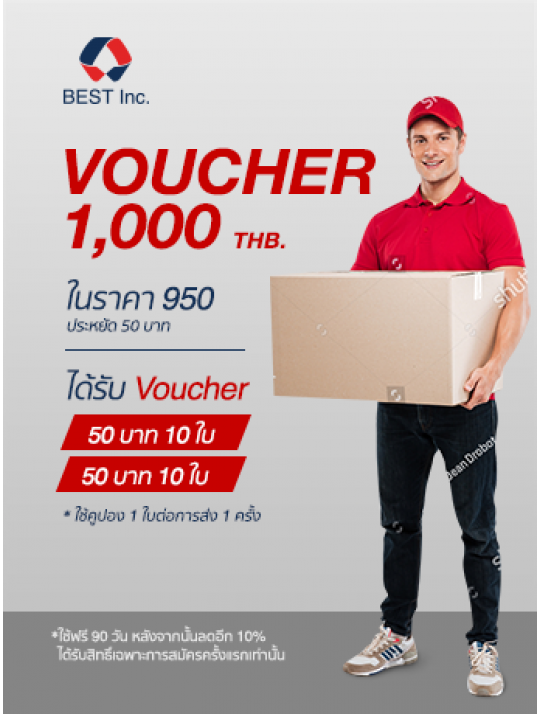 BEST Inc.
VOUCHER
1,000 THB.
ในราคา 950
ประหยัด 50 บาท
ได้รับ Voucher
50 บาท 10 ใบ
50 บาท 10 ใบ
* ใช้คูปอง 1 ใบต่อการส่ง 1 ครั้ง
*ใช้ฟรี 90 วัน หลังจากนั้นลดอีก 10%
ได้รับสิทธิ์เฉพาะการสมัครครั้งแรกเท่านั้น